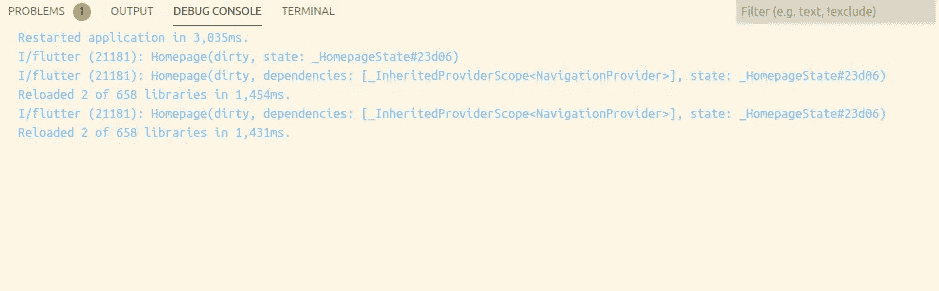 PROBLEMS 1 OUTPUT DEBUG CONSOLE TERMINAL Filter (e.g. text, !exclude)
Restarted application in 3,035ms.
I/flutter (21181): Homepage(dirty, state: _HomepageState#23d06)
I/flutter (21181): Homepage(dirty, dependencies: [_InheritedProviderScope<NavigationProvider>], state: _HomepageState#23d06)
Reloaded 2 of 658 libraries in 1,454ms.
I/flutter (21181): Homepage(dirty, dependencies: [_InheritedProviderScope<NavigationProvider>], state: _HomepageState#23d06)
Reloaded 2 of 658 libraries in 1,431ms.